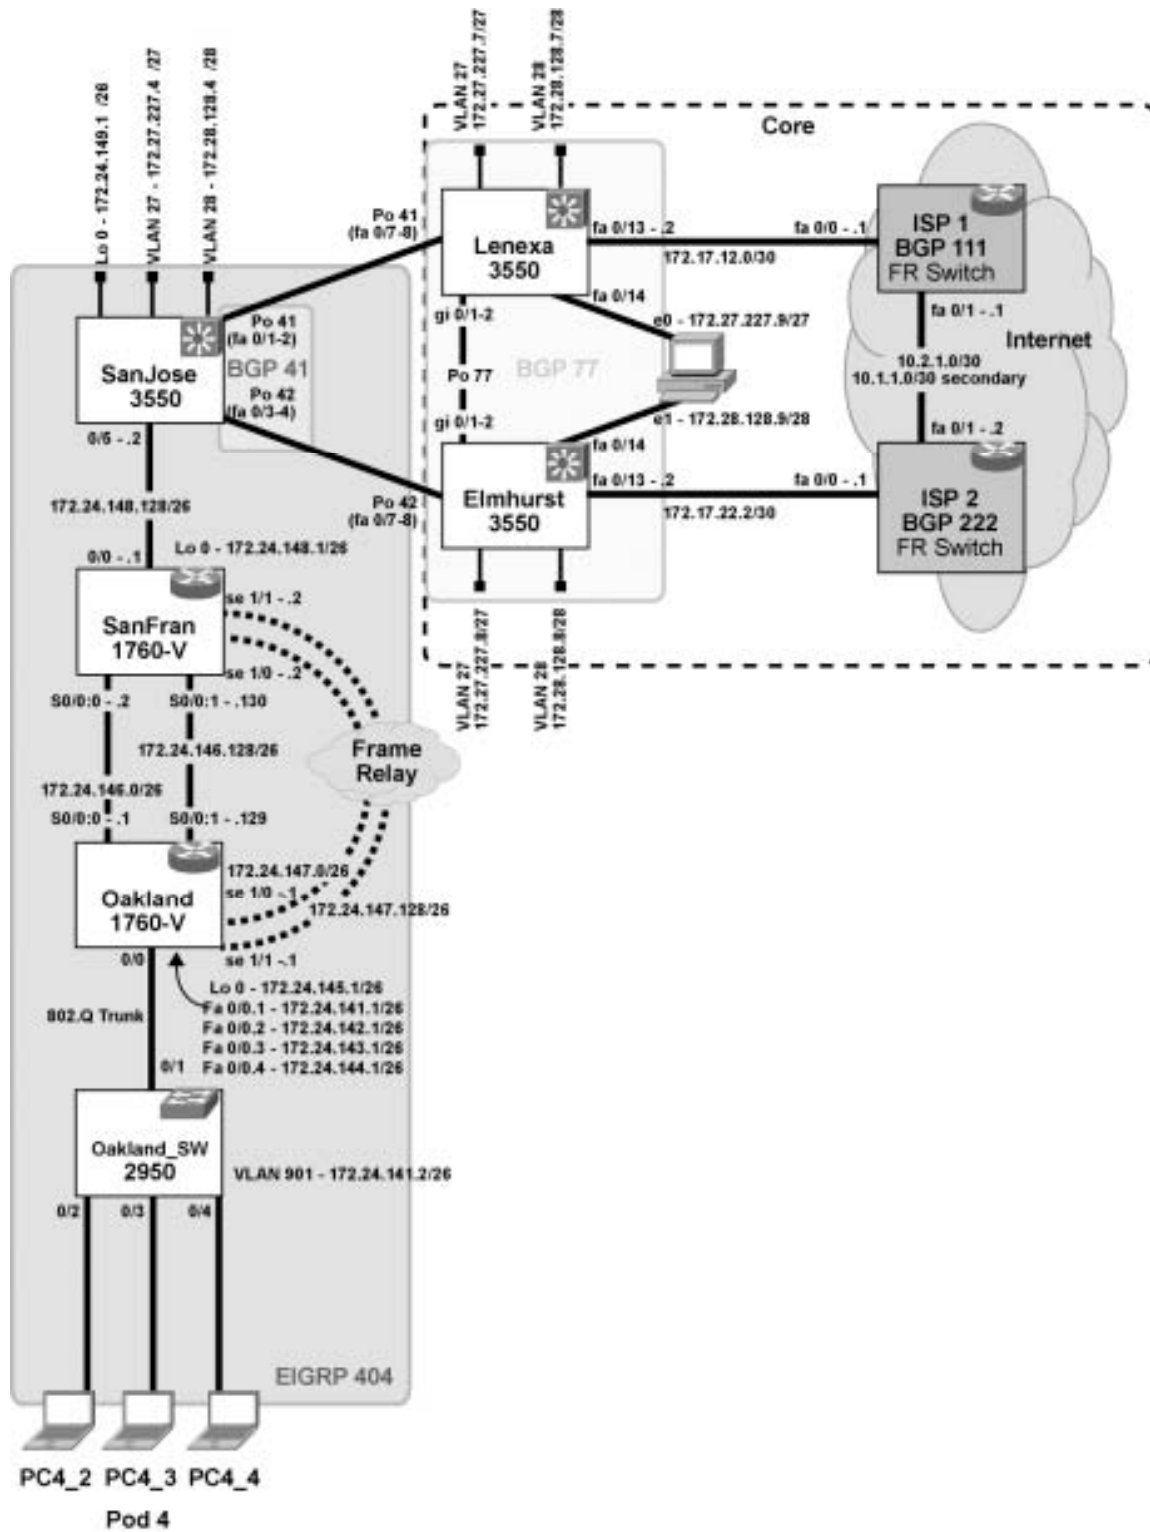 Lo 0 - 172.24.149.1 /26
VLAN 27 - 172.27.227.4 /27
VLAN 28 - 172.28.128.4 /28
VLAN 27
172.27.227.7/27
VLAN 28
172.28.128.7/28
Core
Po 41
(fa 0/7-8)
Lenexa
3550
fa 0/13 - .2
172.17.12.0/30
fa 0/0 - .1
ISP 1
BGP 111
FR Switch
fa 0/14
gi 0/1-2
e0 - 172.27.227.9/27
fa 0/1 - .1
Internet
Po 41
(fa 0/1-2)
BGP 41
SanJose
3550
Po 42
(fa 0/3-4)
Po 77
BGP 77
10.2.1.0/30
10.1.1.0/30 secondary
gi 0/1-2
e1 - 172.28.128.9/28
0/5 - .2
fa 0/14
fa 0/1 - .2
Elmhurst
3550
fa 0/13 - .2
172.17.22.2/30
fa 0/0 - .1
ISP 2
BGP 222
FR Switch
172.24.148.128/26
Po 42
(fa 0/7-8)
0/0 - .1
Lo 0 - 172.24.148.1/26
SanFran
1760-V
se 1/1 - .2
se 1/0 - .2
VLAN 27
172.27.227.8/27
VLAN 28
172.28.128.8/28
S0/0:0 - .2
S0/0:1 - .130
172.24.146.128/26
Frame
Relay
172.24.146.0/26
S0/0:0 - .1
S0/0:1 - .129
Oakland
1760-V
172.24.147.0/26
se 1/0 - .1
172.24.147.128/26
0/0
se 1/1 - .1
Lo 0 - 172.24.145.1/26
Fa 0/0.1 - 172.24.141.1/26
802.Q Trunk
Fa 0/0.2 - 172.24.142.1/26
Fa 0/0.3 - 172.24.143.1/26
0/1
Fa 0/0.4 - 172.24.144.1/26
Oakland_SW
2950
VLAN 901 - 172.24.141.2/26
0/2
0/3
0/4
EIGRP 404
PC4_2
PC4_3
PC4_4
Pod 4